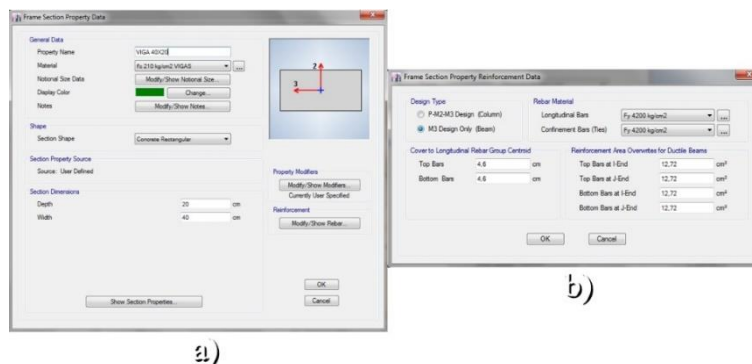 Frame Section Property Data
General Data
Property Name VIGA 40X20
Material fc 210 kg/cm2 VIGAS ...
Notional Size Data Modify/Show Notional Size...
Display Color Change...
Notes Modify/Show Notes...
2
3
Shape
Section Shape Concrete Rectangular
Section Property Source
Source: User Defined
Section Dimensions
Depth 20 cm
Width 40 cm
Property Modifiers
Modify/Show Modifiers...
Currently User Specified
Reinforcement
Modify/Show Rebar...
OK
Show Section Properties...
Cancel
a)
Frame Section Property Reinforcement Data
Design Type
P-M2-M3 Design (Column)
M3 Design Only (Beam)
Rebar Material
Longitudinal Bars Fy 4200 kg/cm2 ...
Confinement Bars (Ties) Fy 4200 kg/cm2 ...
Cover to Longitudinal Rebar Group Centroid
Top Bars 4,6 cm
Bottom Bars 4,6 cm
Reinforcement Area Overwrites for Ductile Beams
Top Bars at I-End 12,72 cm²
Top Bars at J-End 12,72 cm²
Bottom Bars at I-End 12,72 cm²
Bottom Bars at J-End 12,72 cm²
OK Cancel
b)